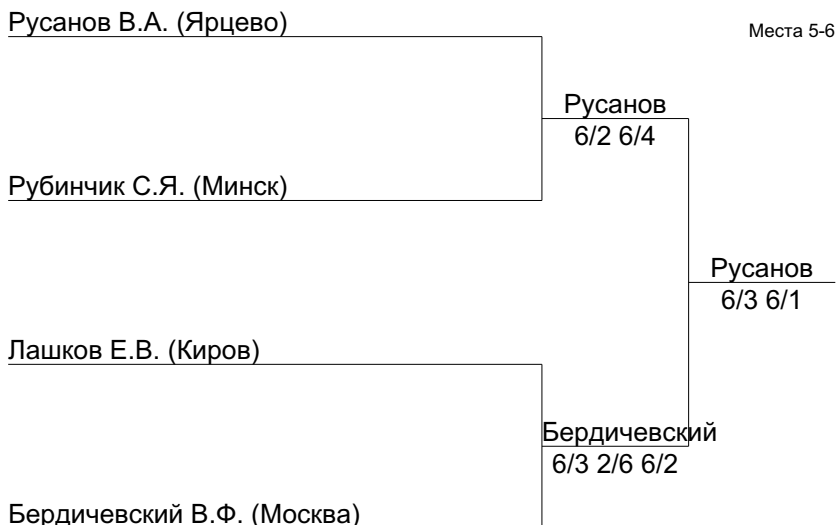 Русанов В.А. (Ярцево)
Места 5-6
Русанов
6/2 6/4
Рубинчик С.Я. (Минск)
Русанов
6/3 6/1
Лашков Е.В. (Киров)
Бердичевский
6/3 2/6 6/2
Бердичевский В.Ф. (Москва)